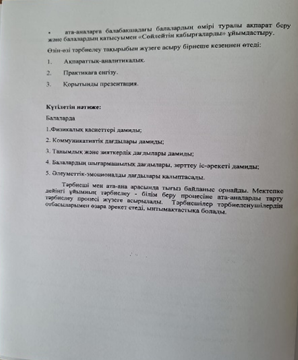 • ата-аналарға балабақшадағы балалардың өмірі туралы ақпарат беру
және балалардың қатысуымен «Сөйлейтін қабырғаларды» ұйымдастыру.
Өзін-өзі тәрбиелеу тақырыбын жүзеге асыру бірнеше кезеңнен өтеді:
1. Ақпараттық-аналитикалық.
2. Практикаға енгізу.
3. Қорытынды презентация.
Күтілетін нәтиже:
Балаларда
1.Физикалық қасиеттері дамиды;
2. Коммуникативтік дағдылары дамиды;
3. Танымдық және зияткерлік дағдылары дамиды;
4. Балалардың шығармашылық дағдылары, зерттеу іс-әрекеті дамиды;
5. Әлеуметтік-эмоционалды дағдылары қалыптасады.
Тәрбиеші мен ата-ана арасында тығыз байланыс орнайды. Мектепке
дейінгі ұйымның тәрбиелеу - білім беру процесіне ата-аналарды тарту
тәрбиелеу процесі жүзеге асырылады. Тәрбиешілер тәрбиеленушілердің
отбасыларымен өзара әрекет етеді, ынтымақтастықта болады.